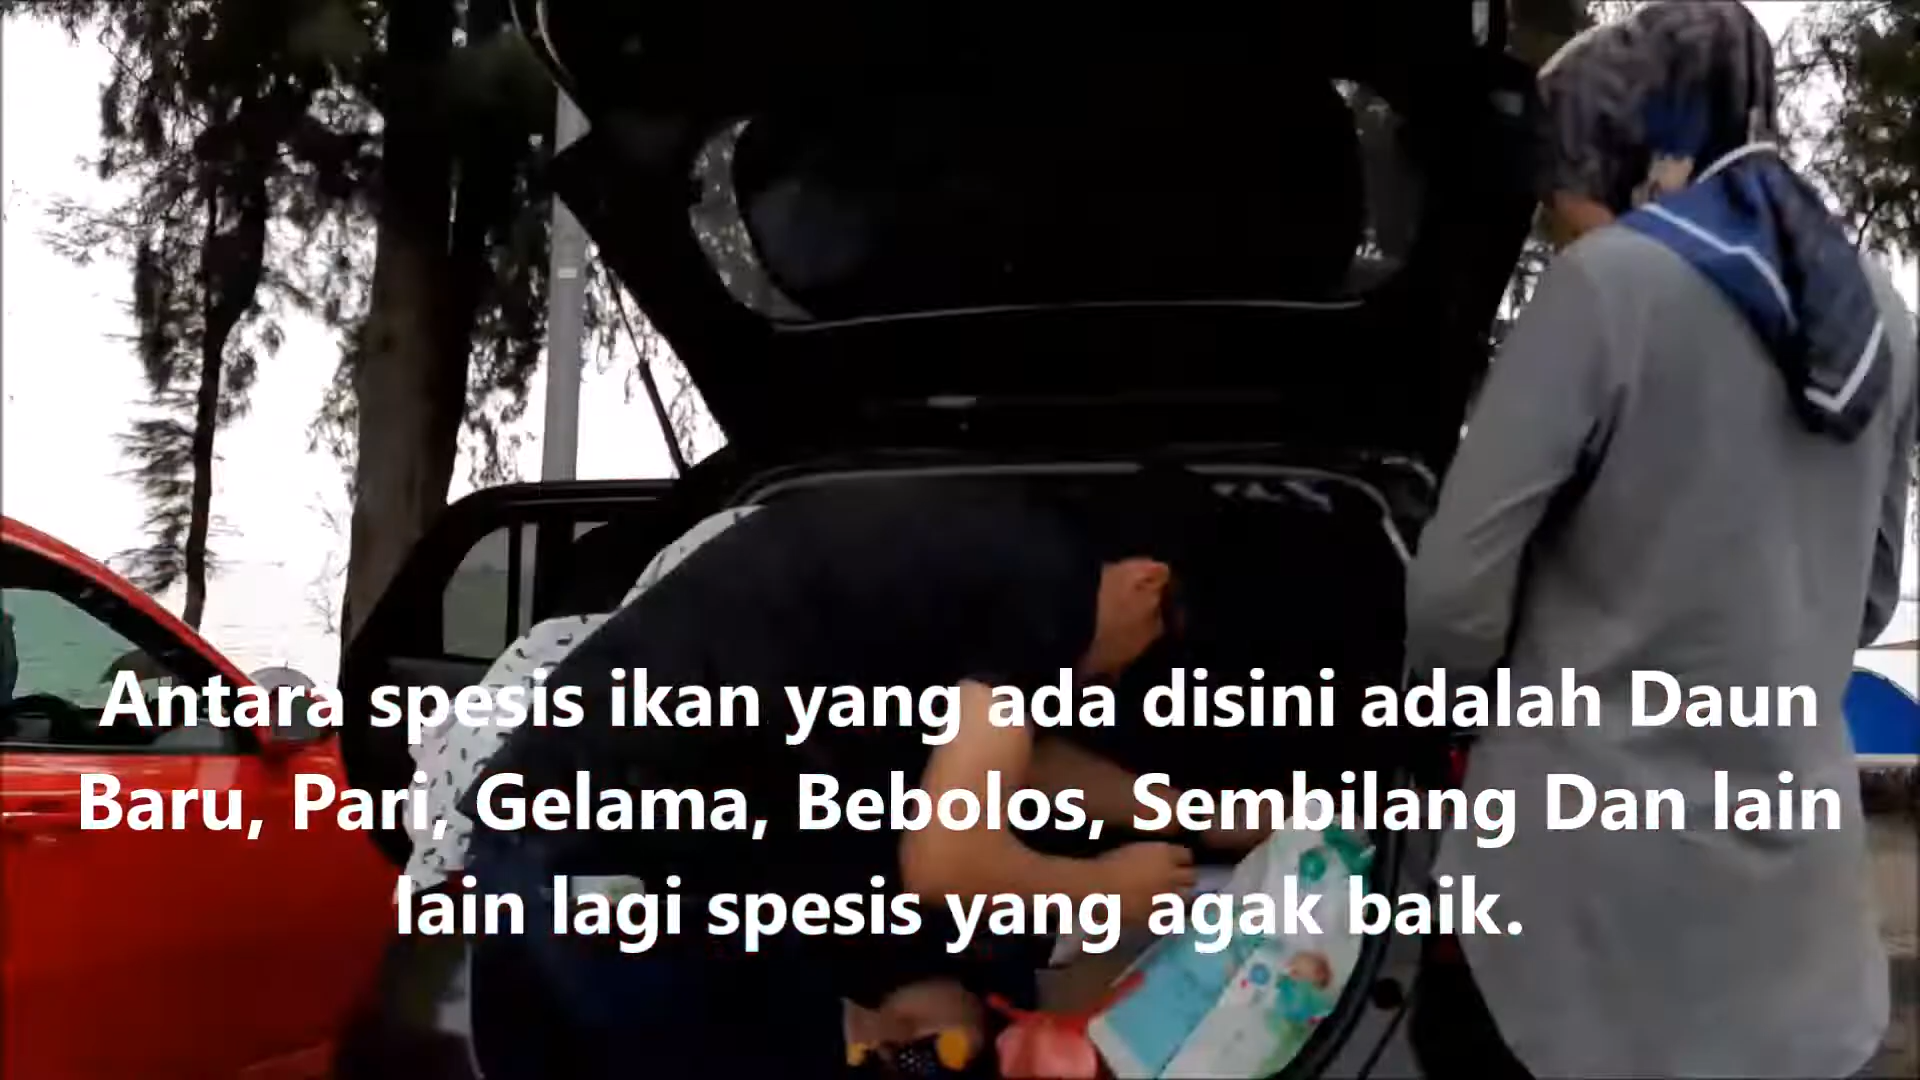 Antara spesis ikan yang ada disini adalah Daun
Baru, Pari, Gelama, Bebolos, Sembilang Dan lain
lain lagi spesis yang agak baik.